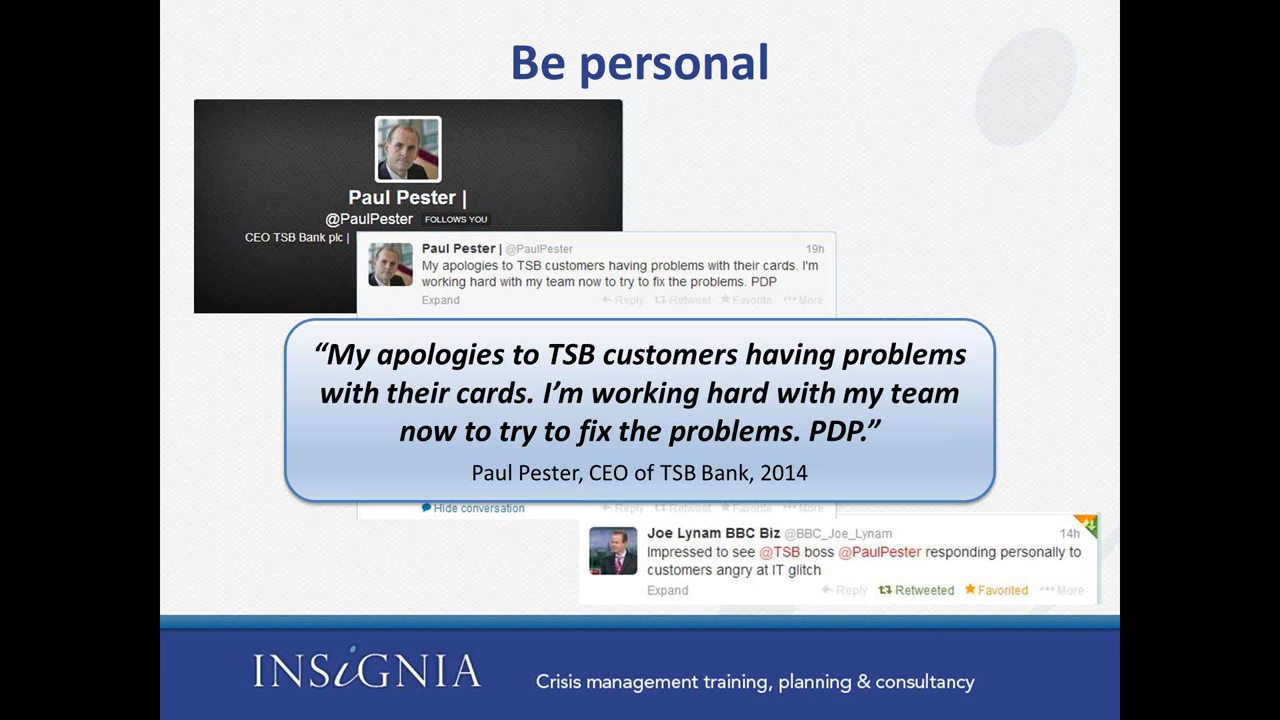 Be personal
Paul Pester |
@PaulPester FOLLOWS YOU
CEO TSB Bank plc |
Paul Pester | @PaulPester 19h
My apologies to TSB customers having problems with their cards. I'm
working hard with my team now to try to fix the problems. PDP
Expand Reply Retweet Favorite More
“My apologies to TSB customers having problems
with their cards. I’m working hard with my team
now to try to fix the problems. PDP.”
Paul Pester, CEO of TSB Bank, 2014
Hide conversation Reply Retweet Favorite More
Joe Lynam BBC Biz @BBC_Joe_Lynam 14h
Impressed to see @TSB boss @PaulPester responding personally to
customers angry at IT glitch
Expand Reply Retweeted Favorited More
INSiGNIA
Crisis management training, planning & consultancy